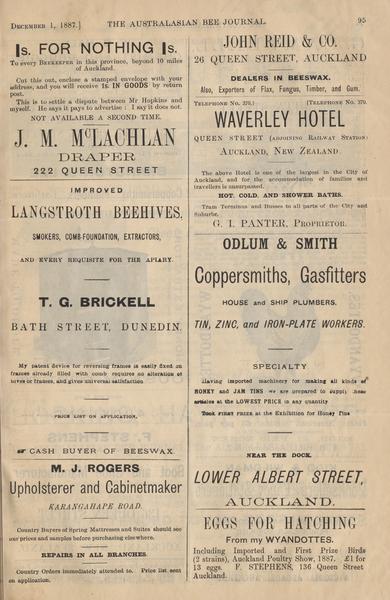 DECEMBER 1, 1887.] THE AUSTRALASIAN BEE JOURNAL. 95
1s. FOR NOTHING 1s.
To every BEEKEEPER in this province, beyond 10 miles
of Auckland.
Cut this out, enclose a stamped envelope with your
address, and you will receive 1s. IN GOODS by return
post.
This is to settle a dispute between Mr Hopkins and
myself. He says it pays to advertise: I say it does not.
NOT AVAILABLE A SECOND TIME.
J. M. McLACHLAN
DRAPER
222 QUEEN STREET
IMPROVED
LANGSTROTH BEEHIVES,
SMOKERS, COMB-FOUNDATION, EXTRACTORS,
AND EVERY REQUISITE FOR THE APIARY.
T. G. BRICKELL
BATH STREET, DUNEDIN.
My patent device for reversing frames is easily fixed on
frames already filled with comb requires no alteration of
hives or frames, and gives universal satisfaction
PRICE LIST ON APPLICATION.
CASH BUYER OF BEESWAX.
M. J. ROGERS
Upholsterer and Cabinetmaker
KARANGAHAPE ROAD.
Country Buyers of Spring Mattresses and Suites should see
our prices and samples before purchasing elsewhere.
REPAIRS IN ALL BRANCHES.
Country Orders immediately attended to. Price list sent
on application.
JOHN REID & CO.
26 QUEEN STREET, AUCKLAND
DEALERS IN BEESWAX.
Also, Exporters of Flax, Fungus, Timber, and Gum.
TELEPHONE NO. 370.) (TELEPHONE NO. 370.
WAVERLEY HOTEL
QUEEN STREET (ADJOINING RAILWAY STATION)
AUCKLAND, NEW ZEALAND.
The above Hotel is one of the largest in the City of
Auckland, and for the accommodation of families and
travellers is unsurpassed.
HOT, COLD, AND SHOWER BATHS.
Tram Terminus and Busses to all parts of the City and
Suburbs.
G. I. PANTER, PROPRIETOR.
ODLUM & SMITH
Coppersmiths, Gasfitters
HOUSE and SHIP PLUMBERS.
TIN, ZINC, and IRON-PLATE WORKERS.
SPECIALTY
Having imported machinery for making all kinds of
HONEY and JAM TINS we are prepared to supply these
articles at the LOWEST PRICE in any quantity
Took FIRST PRIZE at the Exhibition for Honey Tins
NEAR THE DOCK.
LOWER ALBERT STREET,
AUCKLAND.
EGGS FOR HATCHING
From my WYANDOTTES.
Including Imported and First Prize Birds
(2 strains), Auckland Poultry Show, 1887. £1 for
13 eggs. F. STEPHENS, 136 Queen Street
Auckland.